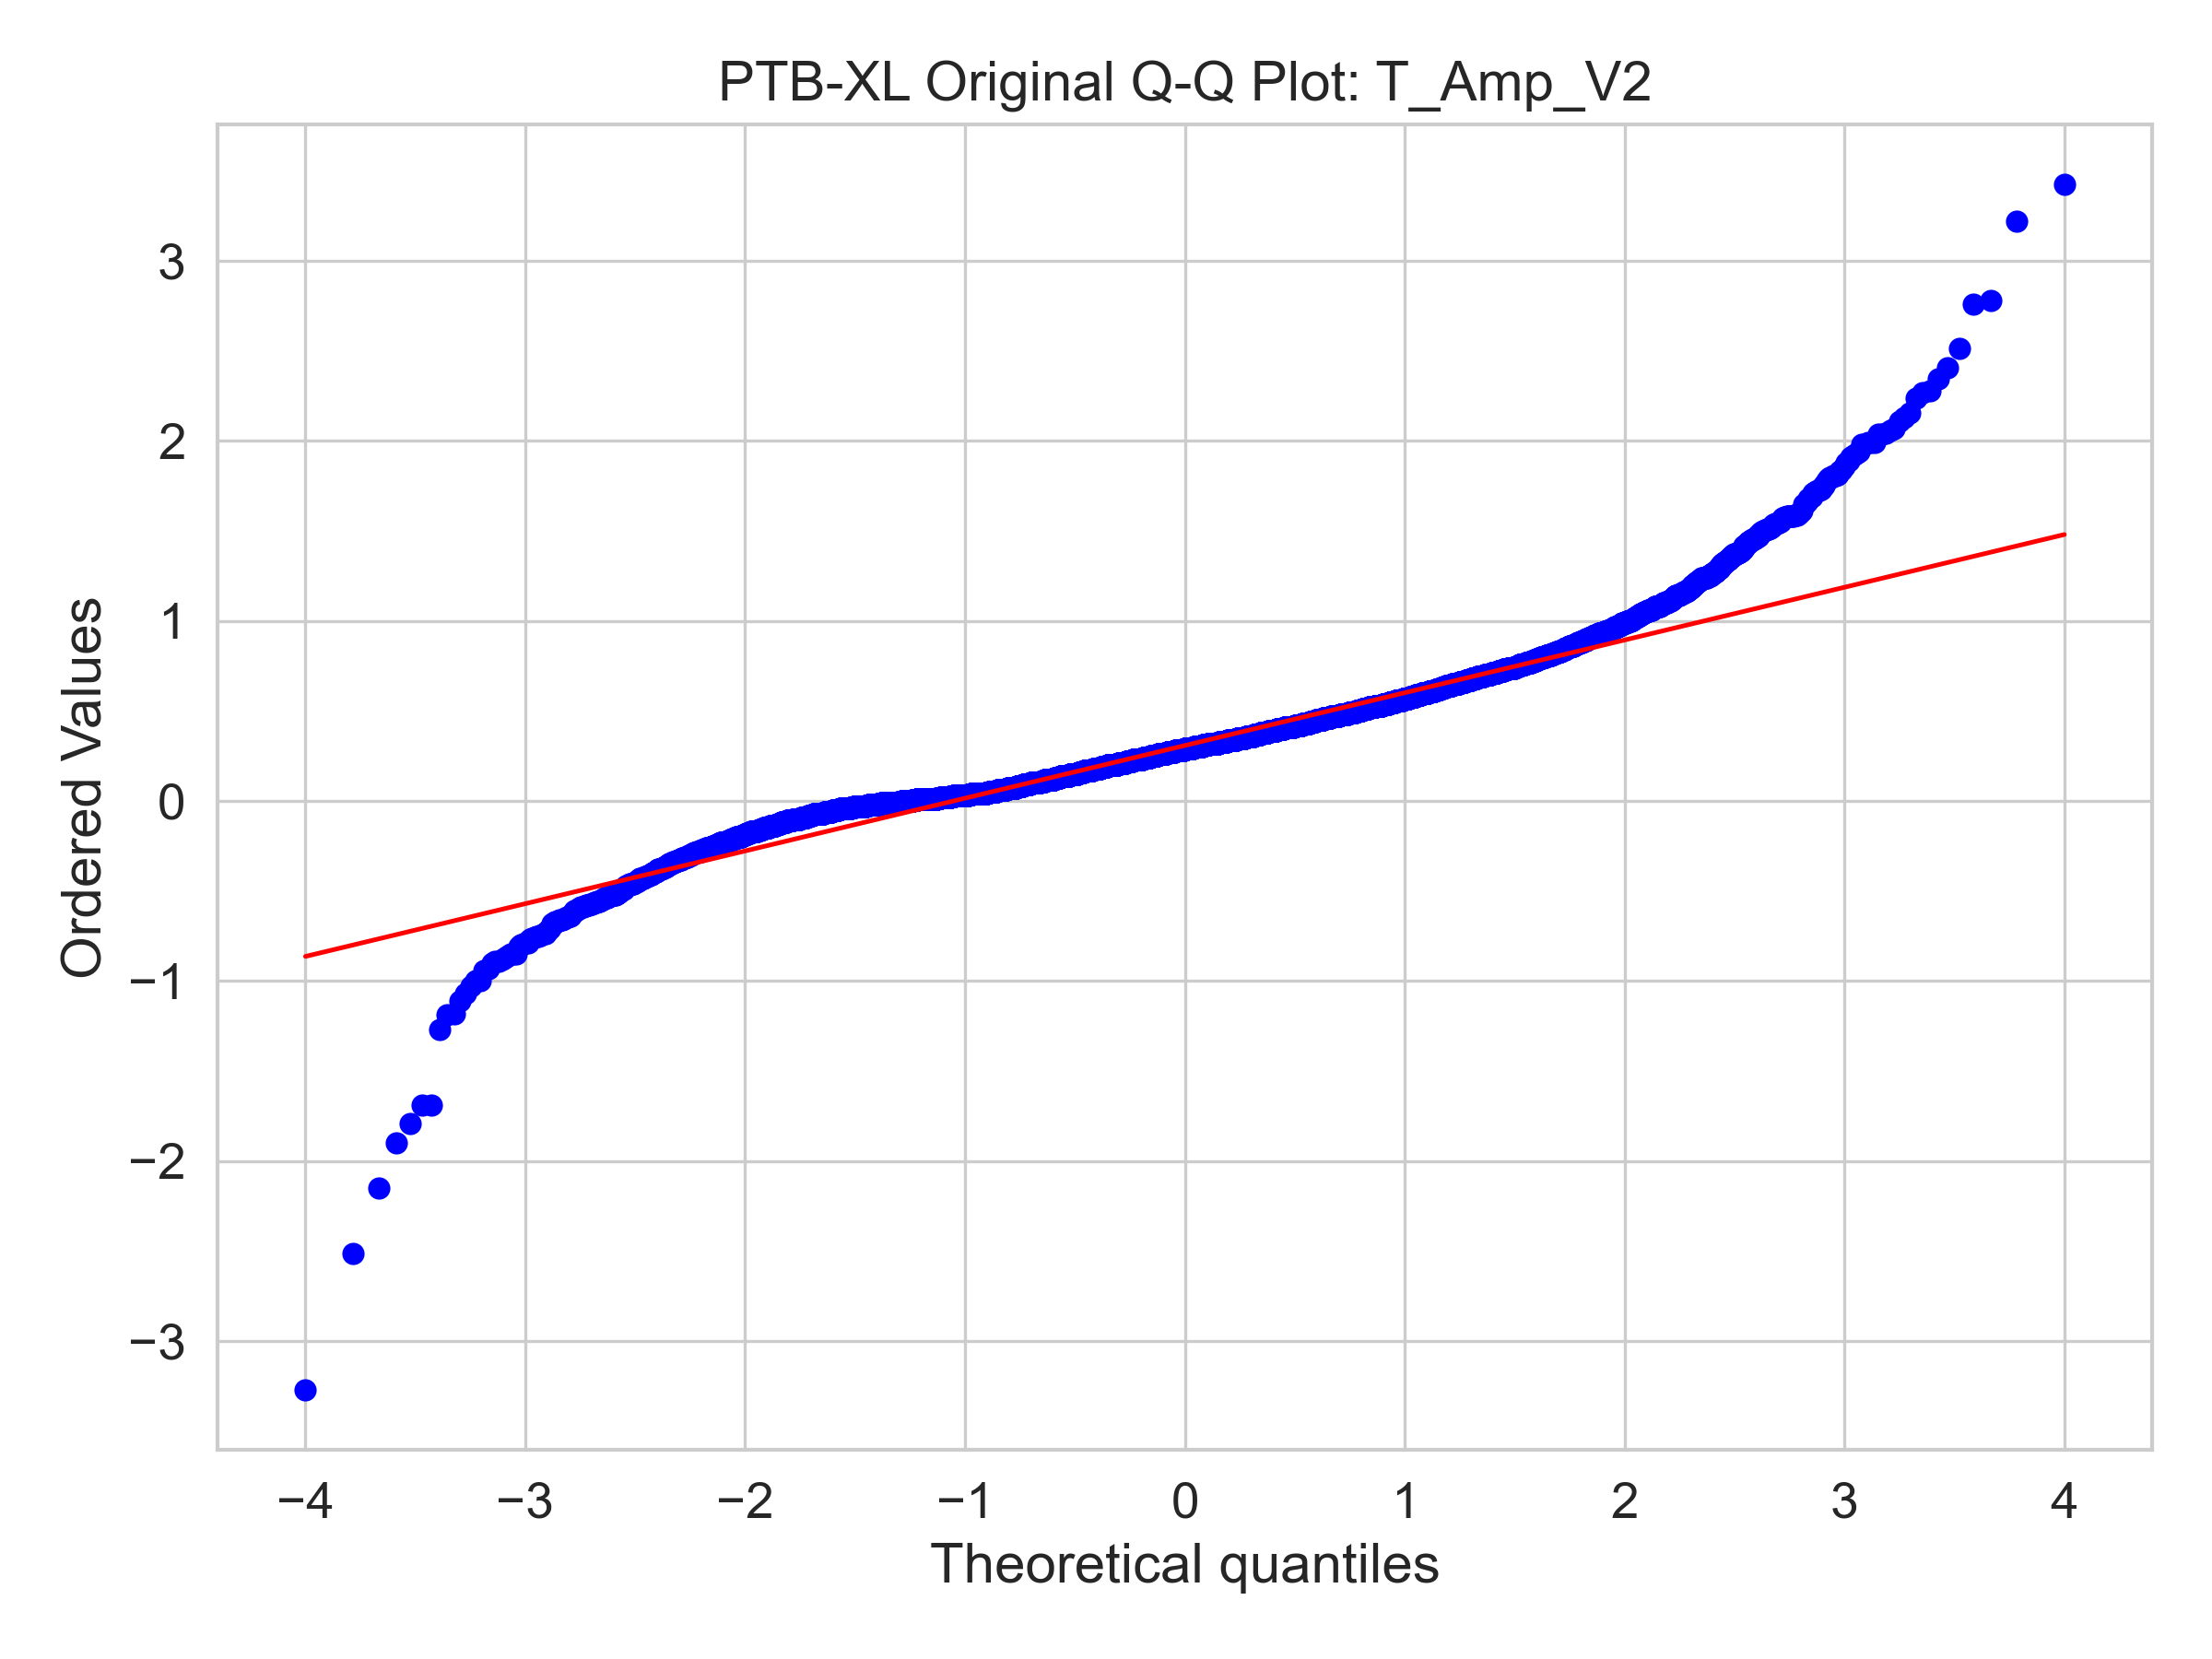 PTB-XL Original Q-Q Plot: T_Amp_V2
3
2
1
0
−1
−2
−3
Ordered Values
−4 −3 −2 −1 0 1 2 3 4
Theoretical quantiles